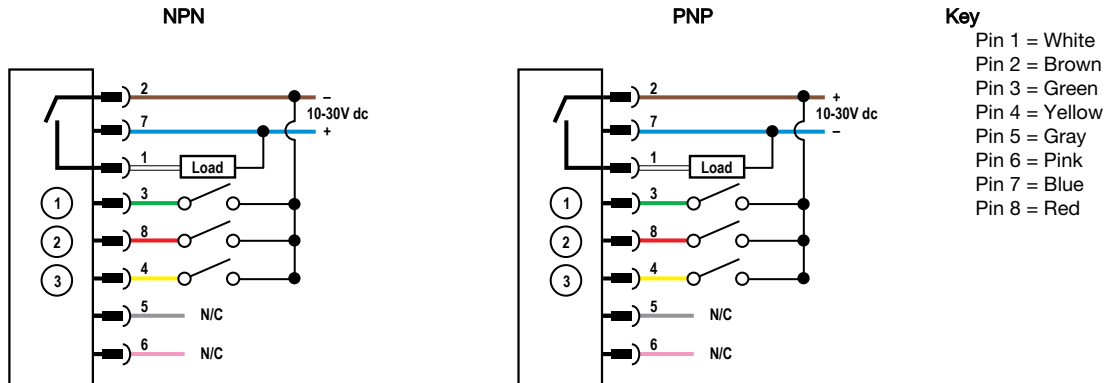 NPN
2
–
10-30V dc
7
+
1
Load
1
3
2
8
3
4
5
N/C
6
N/C
PNP
2
+
10-30V dc
7
–
1
Load
1
3
2
8
3
4
5
N/C
6
N/C
Key
Pin 1 = White
Pin 2 = Brown
Pin 3 = Green
Pin 4 = Yellow
Pin 5 = Gray
Pin 6 = Pink
Pin 7 = Blue
Pin 8 = Red